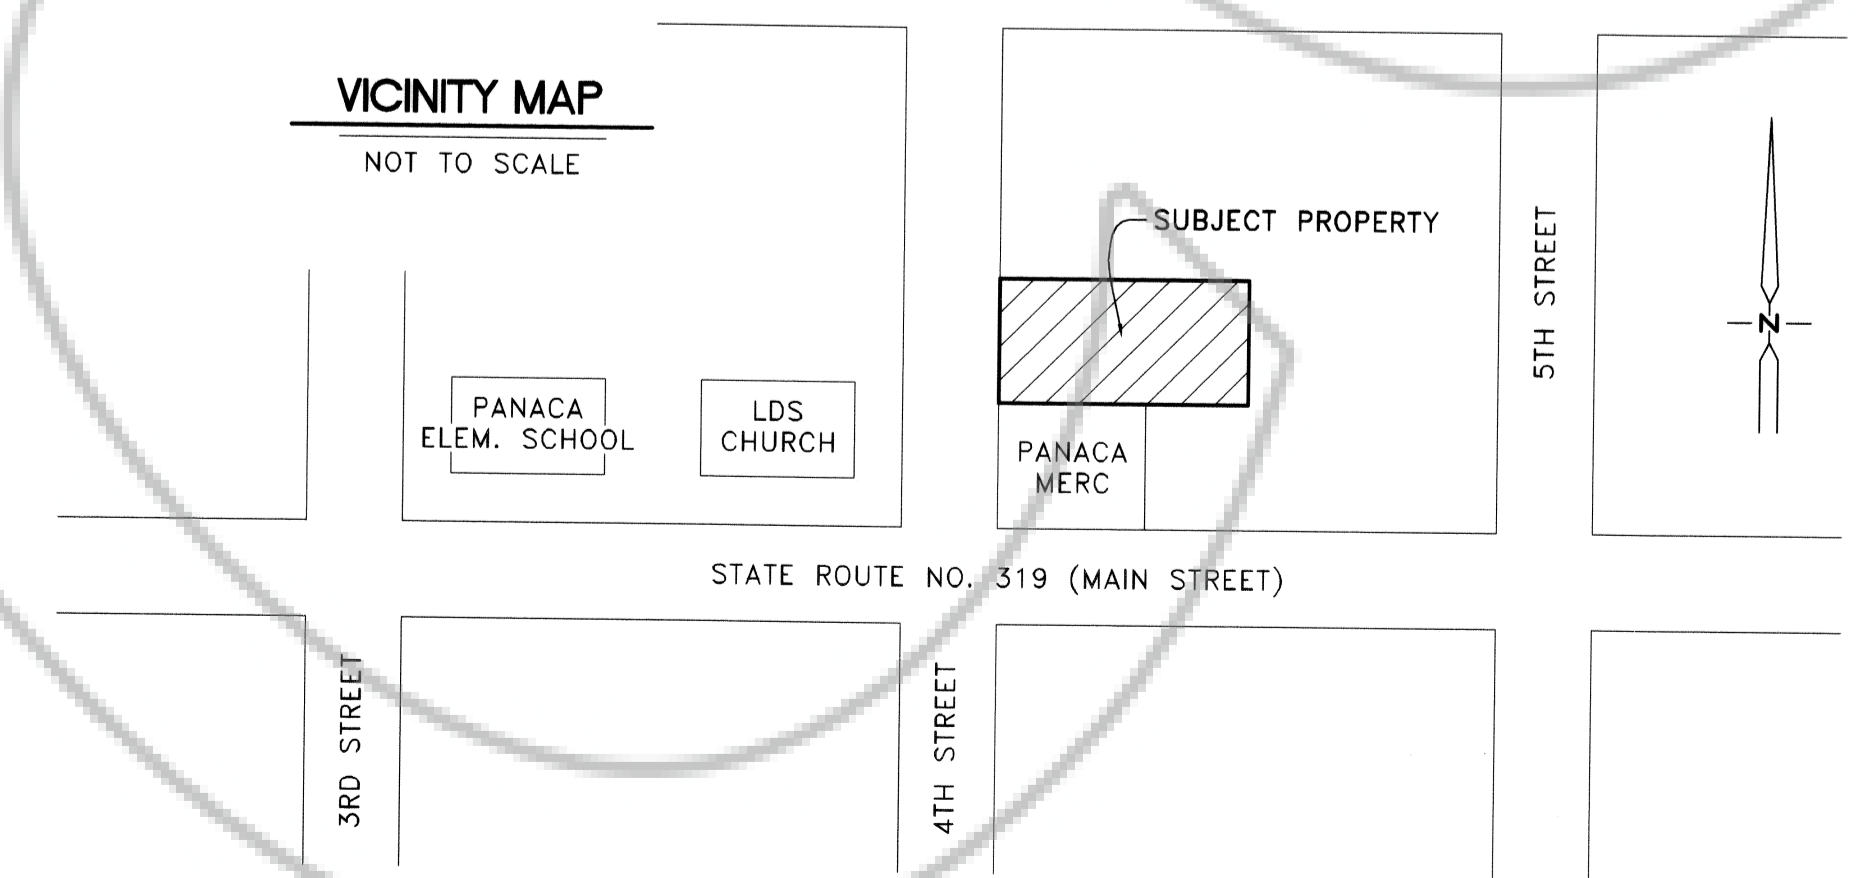 VICINITY MAP
NOT TO SCALE
SUBJECT PROPERTY
5TH STREET
N
PANACA
ELEM. SCHOOL
LDS
CHURCH
PANACA
MERC
STATE ROUTE NO. 319 (MAIN STREET)
3RD STREET
4TH STREET